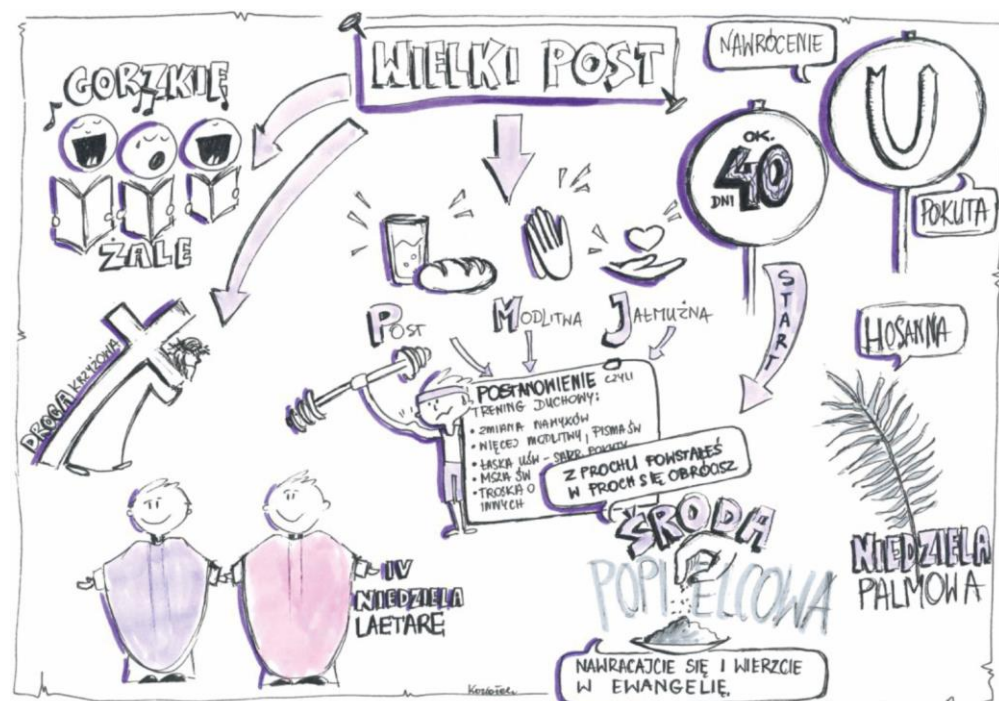 WIELKI POST
GORZKIE
ŻALE
NAWRÓCENIE
U
POKUTA
OK.
40
DNI
START
POST
MODLITWA
JAŁMUŻNA
DROGA KRZYŻOWA
POSTANOWIENIE CZYLI
TRENING DUCHOWY:
• ZMIANA NAWYKÓW
• WIĘCEJ MODLITWY, PISMA ŚW
• ŁASKA UŚW - SAKR. POKUTY
• MSZA ŚW
• TROSKA O
INNYCH
Z PROCHU POWSTAŁEŚ
W PROCH SIĘ OBRÓCISZ
ŚRODA
POPIELCOWA
NAWRACAJCIE SIĘ I WIERZCIE
W EWANGELIĘ
HOSANNA
NIEDZIELA
PALMOWA
IV
NIEDZIELA
LAETARE